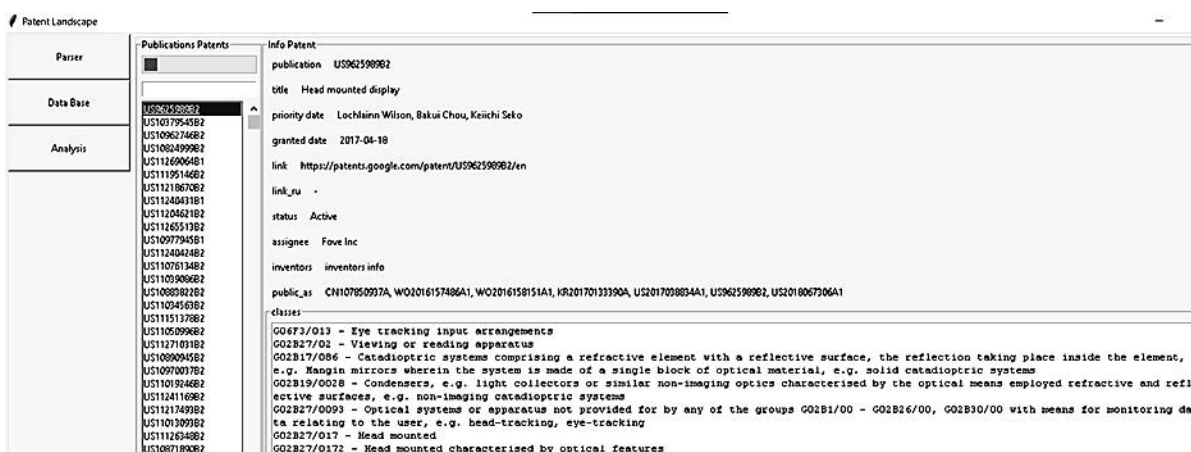 Patent Landscape
Parser
Data Base
Analysis
Publications Patents
US9625989B2
US10379545B2
US10962746B2
US10824999B2
US11269064B1
US11195146B2
US11218670B2
US11240431B1
US11204621B2
US11265513B2
US10977945B1
US11240424B2
US11076134B2
US11039086B2
US10883822B2
US11034563B2
US11151378B2
US11050996B2
US11271031B2
US10890945B2
US10970037B2
US11019246B2
US11241169B2
US11217493B2
US11013093B2
US11126348B2
US10871890B2
Info Patent
publication US9625989B2
title Head mounted display
priority date Lochlainn Wilson, Bakui Chou, Keiichi Seko
granted date 2017-04-18
link https://patents.google.com/patent/US9625989B2/en
link_ru -
status Active
assignee Fove Inc
inventors inventors info
public_as CN107850937A, WO2016157486A1, WO2016158151A1, KR20170133390A, US2017038834A1, US9625989B2, US2018067306A1
classes
G06F3/013 - Eye tracking input arrangements
G02B27/02 - Viewing or reading apparatus
G02B17/086 - Catadioptric systems comprising a refractive element with a reflective surface, the reflection taking place inside the element,
e.g. Mangin mirrors wherein the system is made of a single block of optical material, e.g. solid catadioptric systems
G02B19/0028 - Condensers, e.g. light collectors or similar non-imaging optics characterised by the optical means employed refractive and refl
ective surfaces, e.g. non-imaging catadioptric systems
G02B27/0093 - Optical systems or apparatus not provided for by any of the groups G02B1/00 - G02B26/00, G02B30/00 with means for monitoring da
ta relating to the user, e.g. head-tracking, eye-tracking
G02B27/017 - Head mounted
G02B27/0172 - Head mounted characterised by optical features